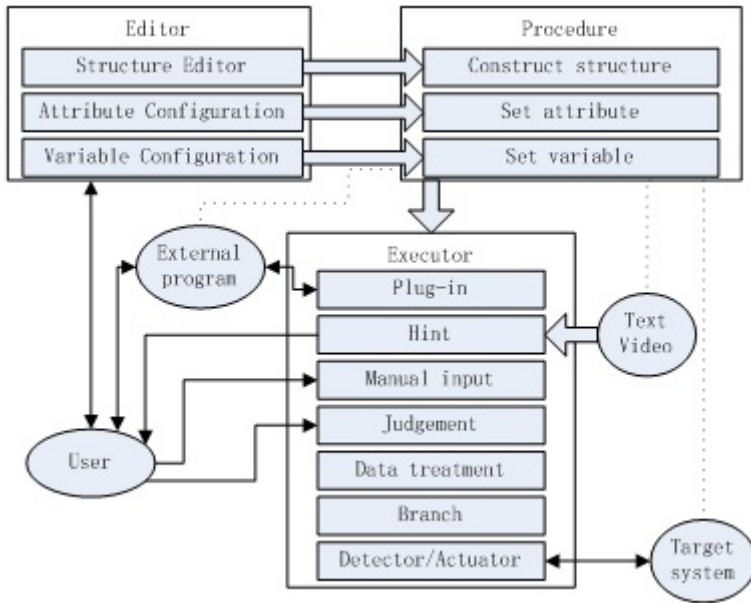 Editor
Structure Editor
Attribute Configuration
Variable Configuration
Procedure
Construct structure
Set attribute
Set variable
External
program
Executor
Plug-in
Hint
Manual input
Judgement
Data treatment
Branch
Detector/Actuator
Text
Video
User
Target
system